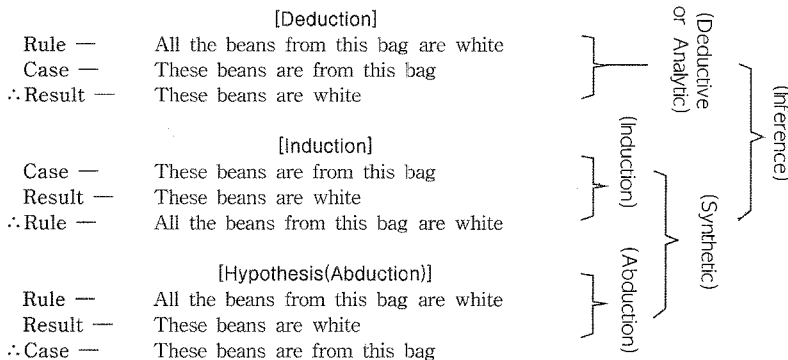 [Deduction]
Rule — All the beans from this bag are white
Case — These beans are from this bag
∴Result — These beans are white
[Induction]
Case — These beans are from this bag
Result — These beans are white
∴Rule — All the beans from this bag are white
[Hypothesis(Abduction)]
Rule — All the beans from this bag are white
Result — These beans are white
∴Case — These beans are from this bag
(Deductive
or Analytic)
(Induction)
(Abduction)
(Synthetic)
(Inference)